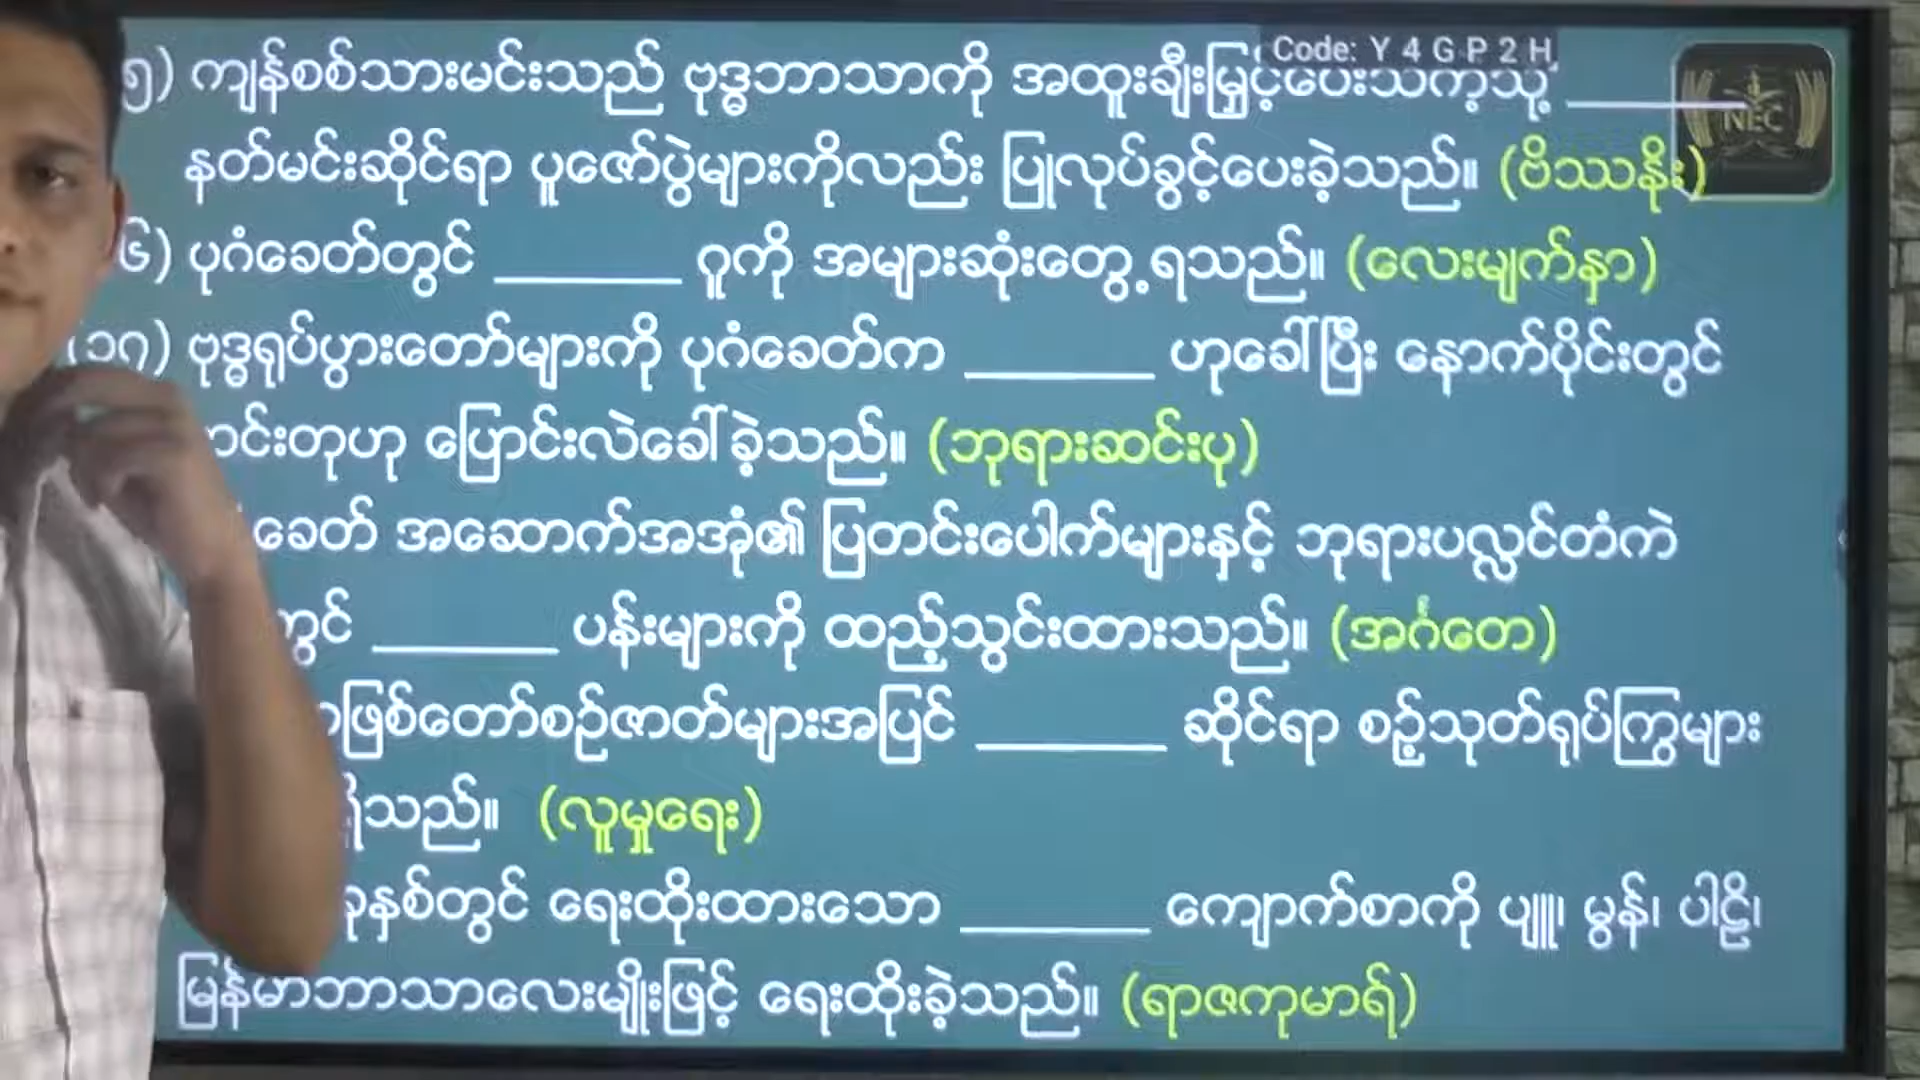 Code: Y 4 G P 2 H
၅) ကျန်စစ်သားမင်းသည် ဗုဒ္ဓဘာသာကို အထူးချီးမြှင့်ပေးသကဲ့သို့ ______
NEC
နတ်မင်းဆိုင်ရာ ပူဇော်ပွဲများကိုလည်း ပြုလုပ်ခွင့်ပေးခဲ့သည်။ (ဗိဿနိုး)
၆) ပုဂံခေတ်တွင် ______ ဂူကို အများဆုံးတွေ့ရသည်။ (လေးမျက်နှာ)
(၁၇) ဗုဒ္ဓရုပ်ပွားတော်များကို ပုဂံခေတ်က ______ ဟုခေါ်ပြီး နောက်ပိုင်းတွင်
ဆင်းတုဟု ပြောင်းလဲခေါ်ခဲ့သည်။ (ဘုရားဆင်းပု)
ခေတ် အဆောက်အအုံ၏ ပြတင်းပေါက်များနှင့် ဘုရားပလ္လင်တံကဲ
တွင် ______ ပန်းများကို ထည့်သွင်းထားသည်။ (အင်္ဂတေ)
ဖြစ်တော်စဉ်ဇာတ်များအပြင် ______ ဆိုင်ရာ စဉ့်သုတ်ရုပ်ကြွများ
ရှိသည်။ (လူမှုရေး)
ခုနှစ်တွင် ရေးထိုးထားသော ______ ကျောက်စာကို ပျူ၊ မွန်၊ ပါဠိ၊
မြန်မာဘာသာလေးမျိုးဖြင့် ရေးထိုးခဲ့သည်။ (ရာဇကုမာရ်)